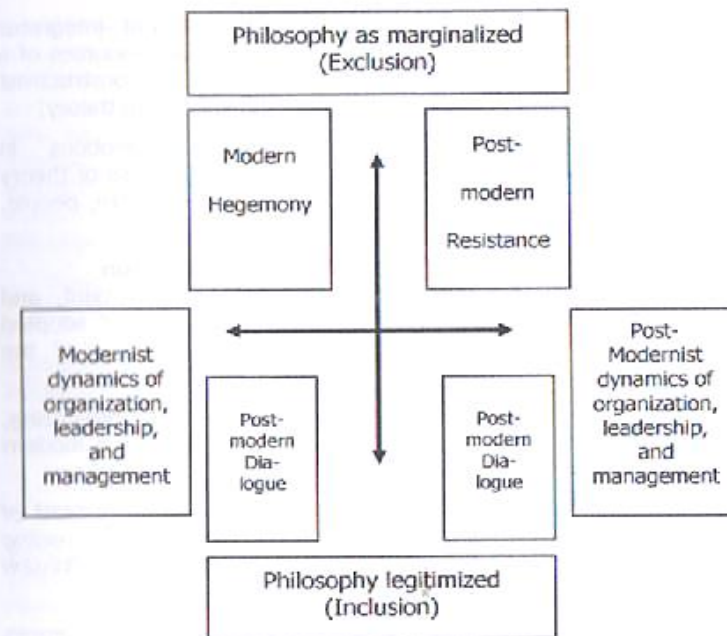 Philosophy as marginalized
(Exclusion)
Modern
Hegemony
Post-
modern
Resistance
Modernist
dynamics of
organization,
leadership,
and
management
Post-
Modernist
dynamics of
organization,
leadership,
and
management
Post-
modern
Dia-
logue
Post-
modern
Dia-
logue
Philosophy legitimized
(Inclusion)